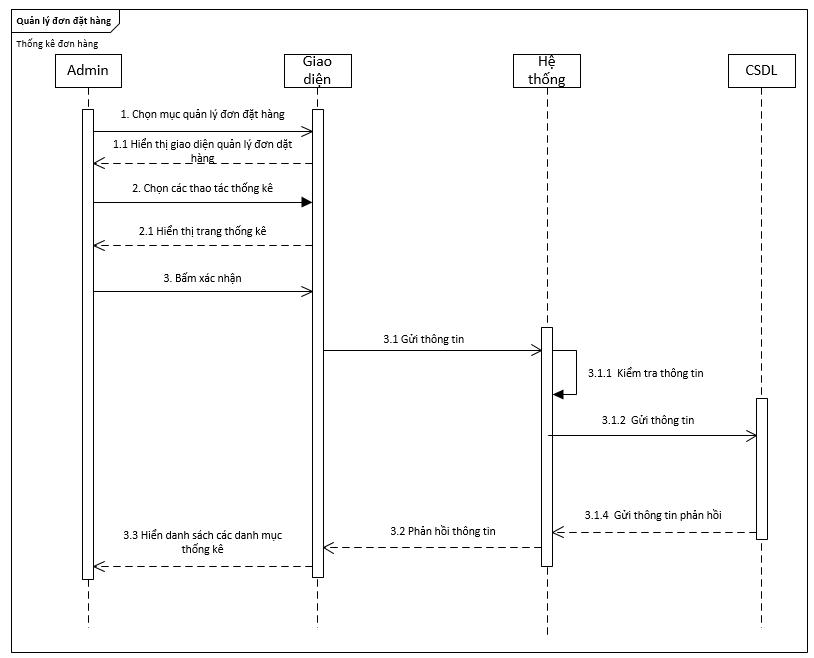 Quản lý đơn đặt hàng
Thống kê đơn hàng
Admin
Giao
diện
Hệ
thống
CSDL
1. Chọn mục quản lý đơn đặt hàng
1.1 Hiển thị giao diện quản lý đơn dặt
hàng
2. Chọn các thao tác thống kê
2.1 Hiển thị trang thống kê
3. Bấm xác nhận
3.1 Gửi thông tin
3.1.1 Kiểm tra thông tin
3.1.2 Gửi thông tin
3.1.4 Gửi thông tin phản hồi
3.2 Phản hồi thông tin
3.3 Hiển danh sách các danh mục
thống kê